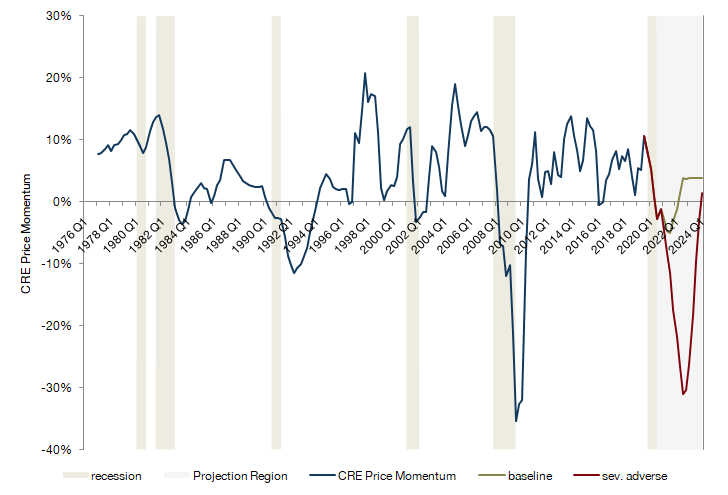 30%
20%
10%
0%
-10%
-20%
-30%
-40%
CRE Price Momentum
1976 Q1
1978 Q1
1980 Q1
1982 Q1
1984 Q1
1986 Q1
1988 Q1
1990 Q1
1992 Q1
1994 Q1
1996 Q1
1998 Q1
2000 Q1
2002 Q1
2004 Q1
2006 Q1
2008 Q1
2010 Q1
2012 Q1
2014 Q1
2016 Q1
2018 Q1
2020 Q1
2022 Q1
2024 Q1
recession Projection Region CRE Price Momentum baseline sev. adverse